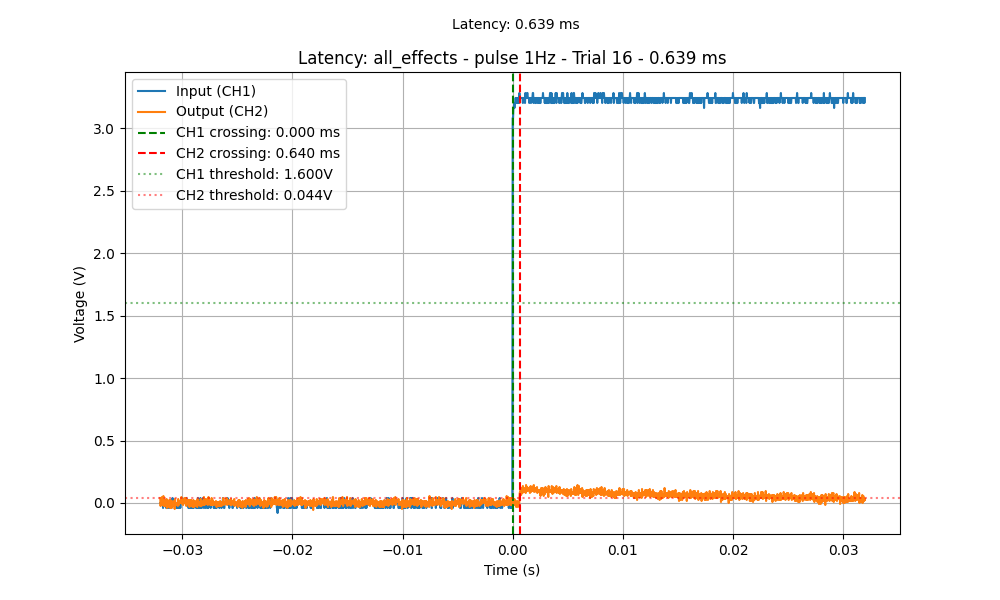 Latency: 0.639 ms
Latency: all_effects - pulse 1Hz - Trial 16 - 0.639 ms
Input (CH1)
Output (CH2)
CH1 crossing: 0.000 ms
CH2 crossing: 0.640 ms
CH1 threshold: 1.600V
CH2 threshold: 0.044V
Voltage (V)
3.0
2.5
2.0
1.5
1.0
0.5
0.0
−0.03 −0.02 −0.01 0.00 0.01 0.02 0.03
Time (s)